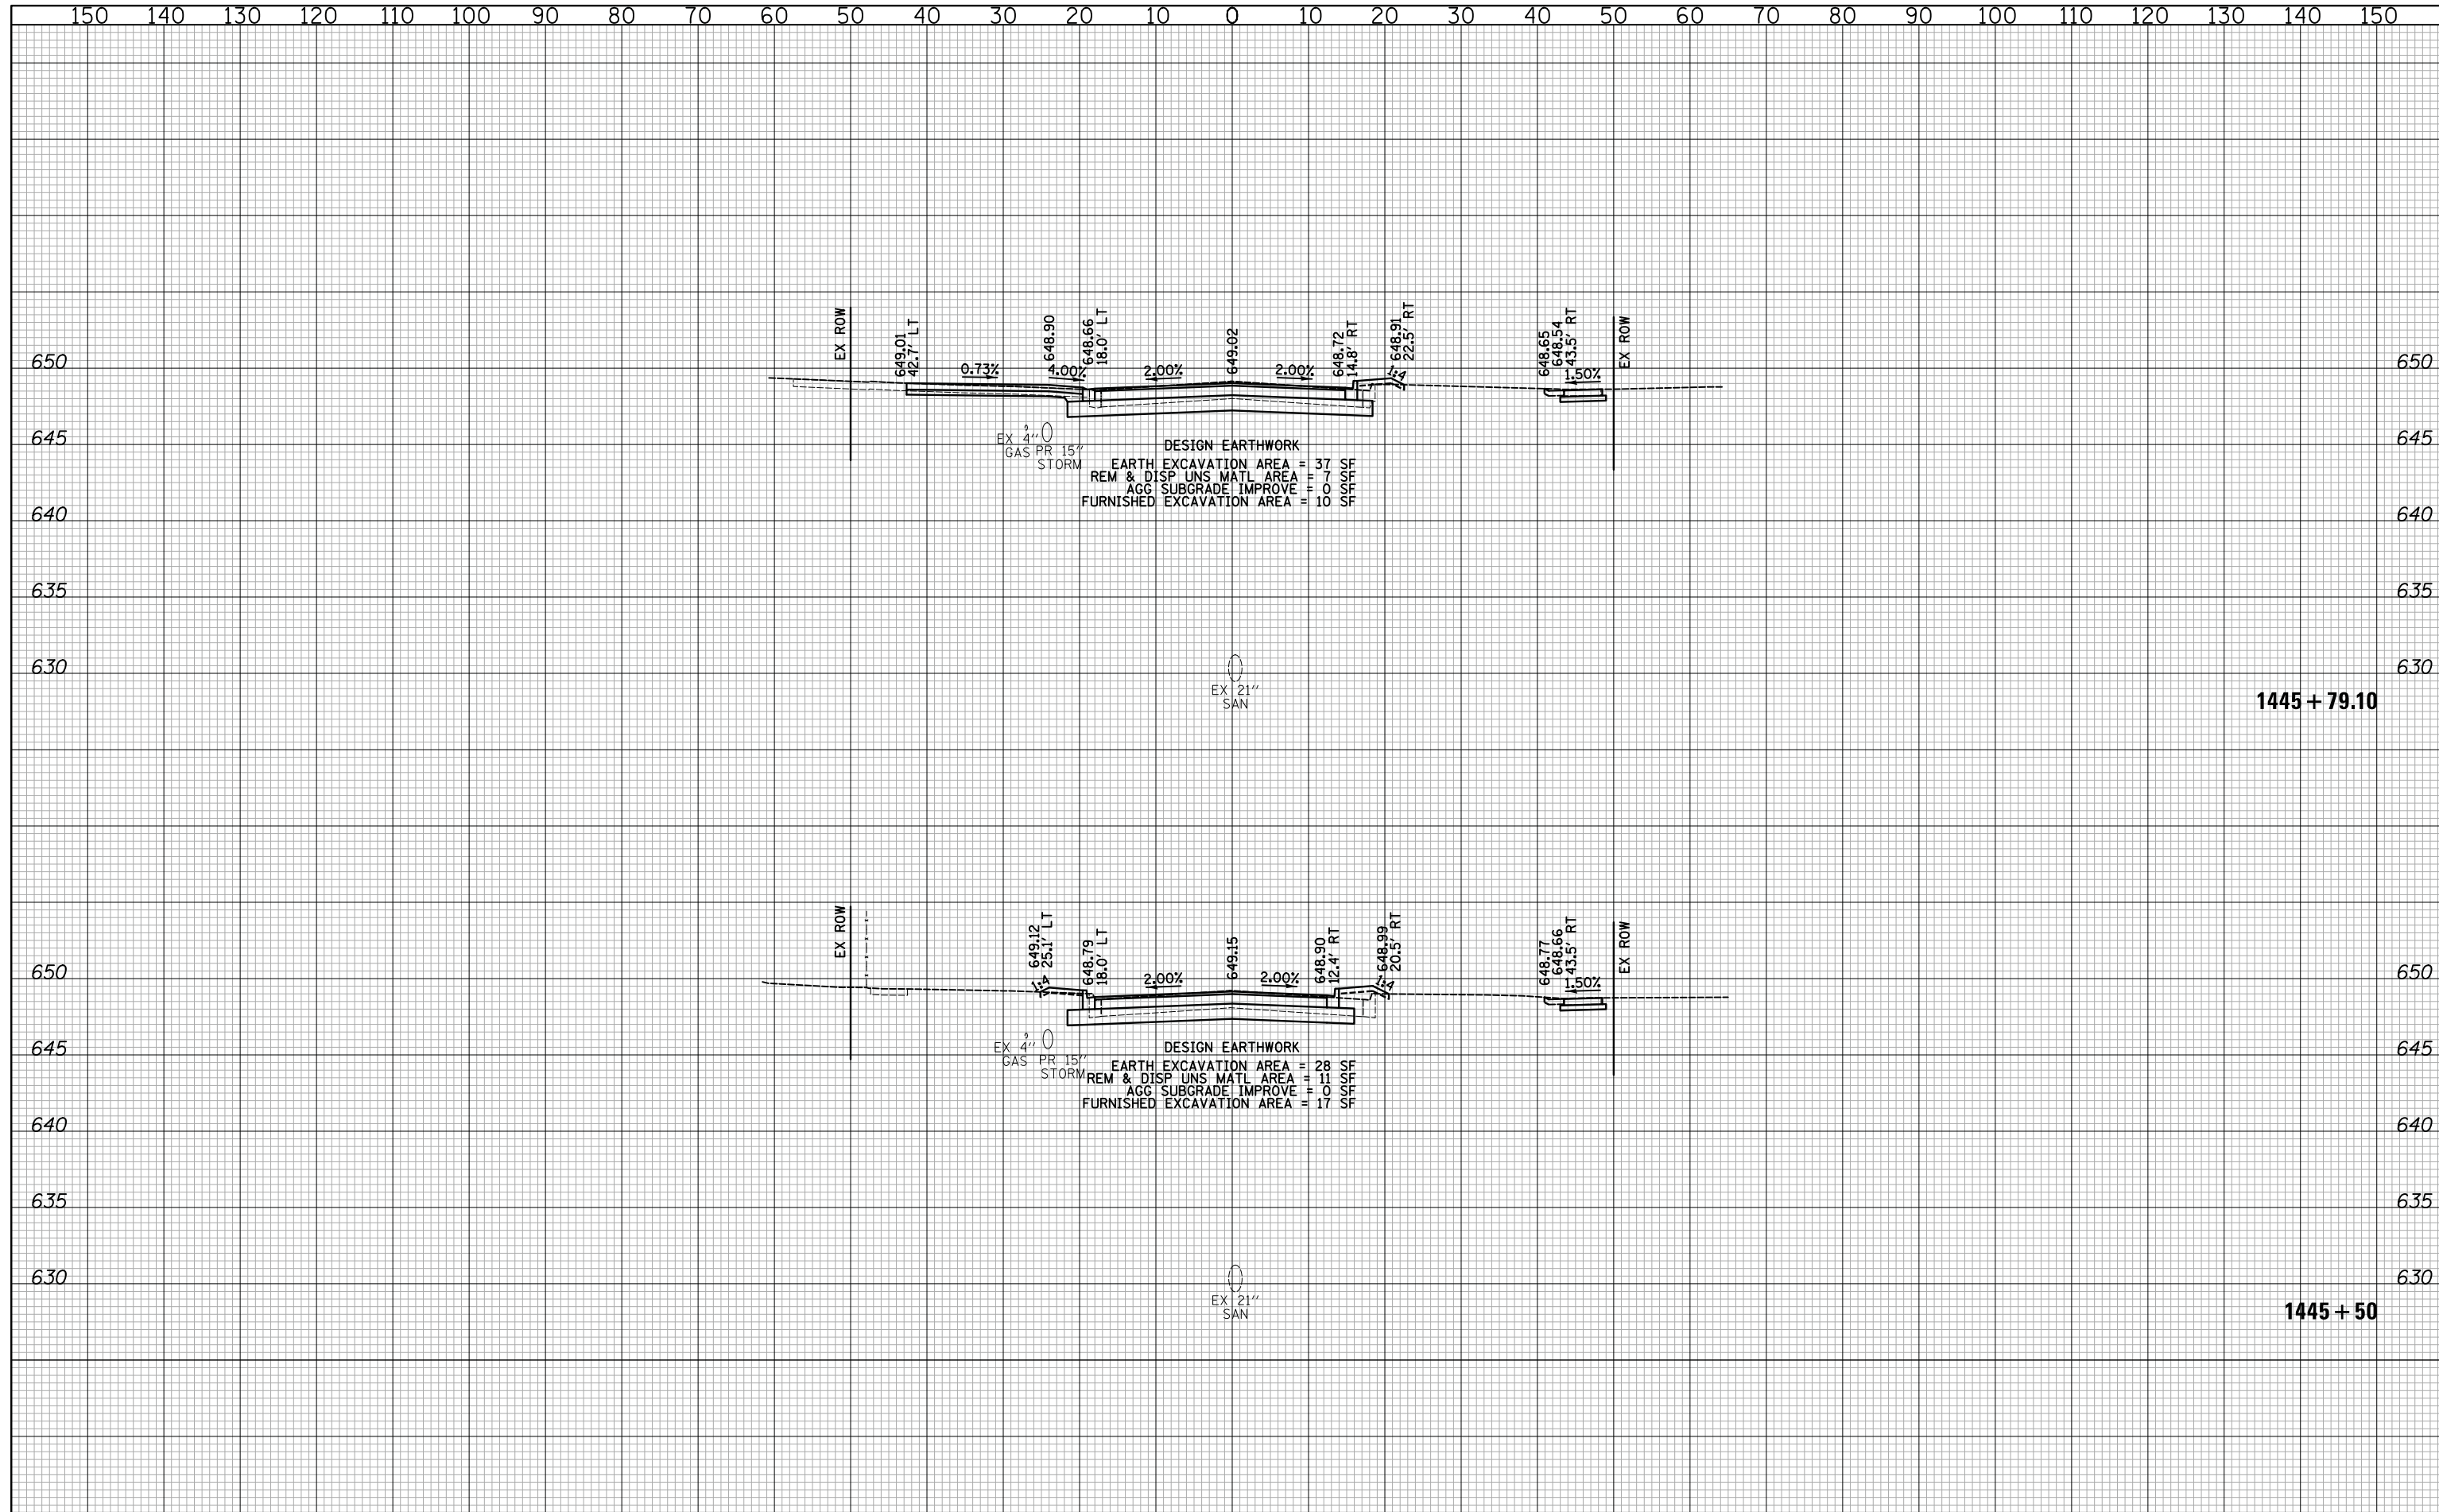 150 140 130 120 110 100 90 80 70 60 50 40 30 20 10 0 10 20 30 40 50 60 70 80 90 100 110 120 130 140 150
EX ROW
649.01
42.7' LT
0.73%
648.90
4.00%
648.66
18.0' LT
2.00%
649.02
2.00%
648.72
14.8' RT
648.91
22.5' RT
1:4
648.65
648.54
43.5' RT
1.50%
EX ROW
650 650
645 645
EX 4"
GAS
PR 15"
STORM
DESIGN EARTHWORK
EARTH EXCAVATION AREA = 37 SF
REM & DISP UNS MATL AREA = 7 SF
AGG SUBGRADE IMPROVE = 0 SF
FURNISHED EXCAVATION AREA = 10 SF
640 640
635 635
630 630
EX 21"
SAN
1445 + 79.10
EX ROW
649.12
25.1' LT
1:4
648.79
18.0' LT
2.00%
649.15
2.00%
648.90
12.4' RT
648.99
20.5' RT
1:4
648.77
648.66
43.5' RT
1.50%
EX ROW
650 650
645 645
EX 4"
GAS
PR 15"
STORM
DESIGN EARTHWORK
EARTH EXCAVATION AREA = 28 SF
REM & DISP UNS MATL AREA = 11 SF
AGG SUBGRADE IMPROVE = 0 SF
FURNISHED EXCAVATION AREA = 17 SF
640 640
635 635
630 630
EX 21"
SAN
1445 + 50